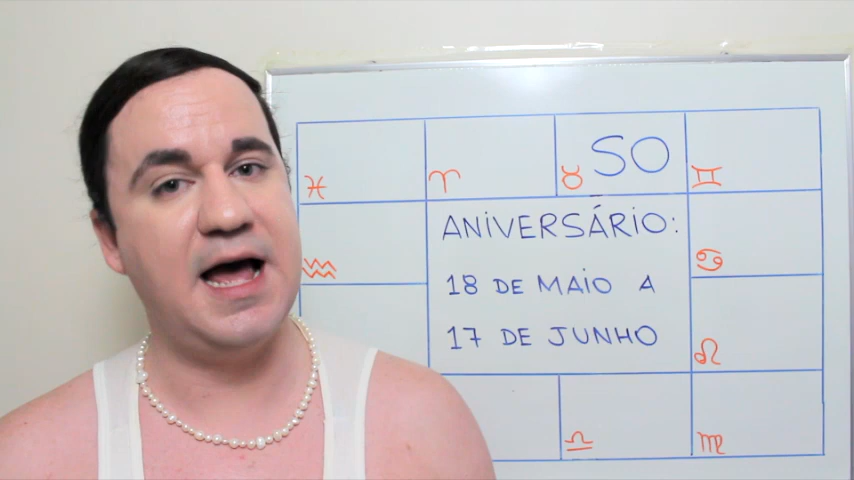 ♓ ♈ ♉ SO ♊
ANIVERSÁRIO:
♒ ♋
18 DE MAIO A
17 DE JUNHO
♌
♎ ♍